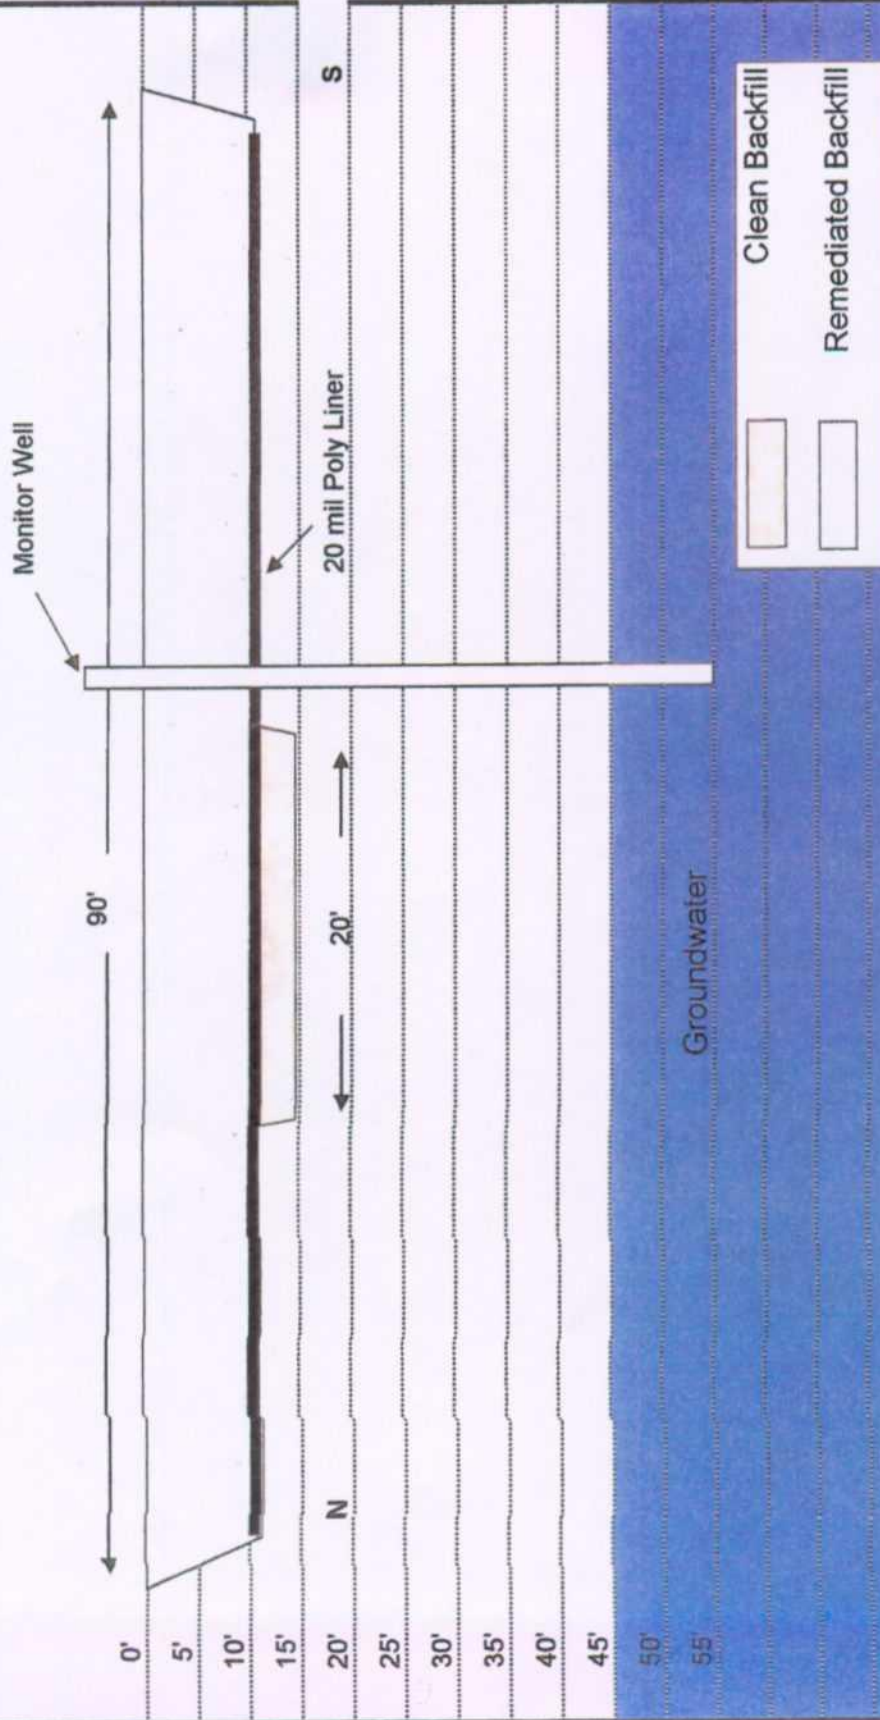 Monitor Well
90'
0'
5'
10'
15'
20'
25'
30'
35'
40'
45'
50'
55'
20 mil Poly Liner
N
20'
S
Groundwater
Clean Backfill
Remediated Backfill